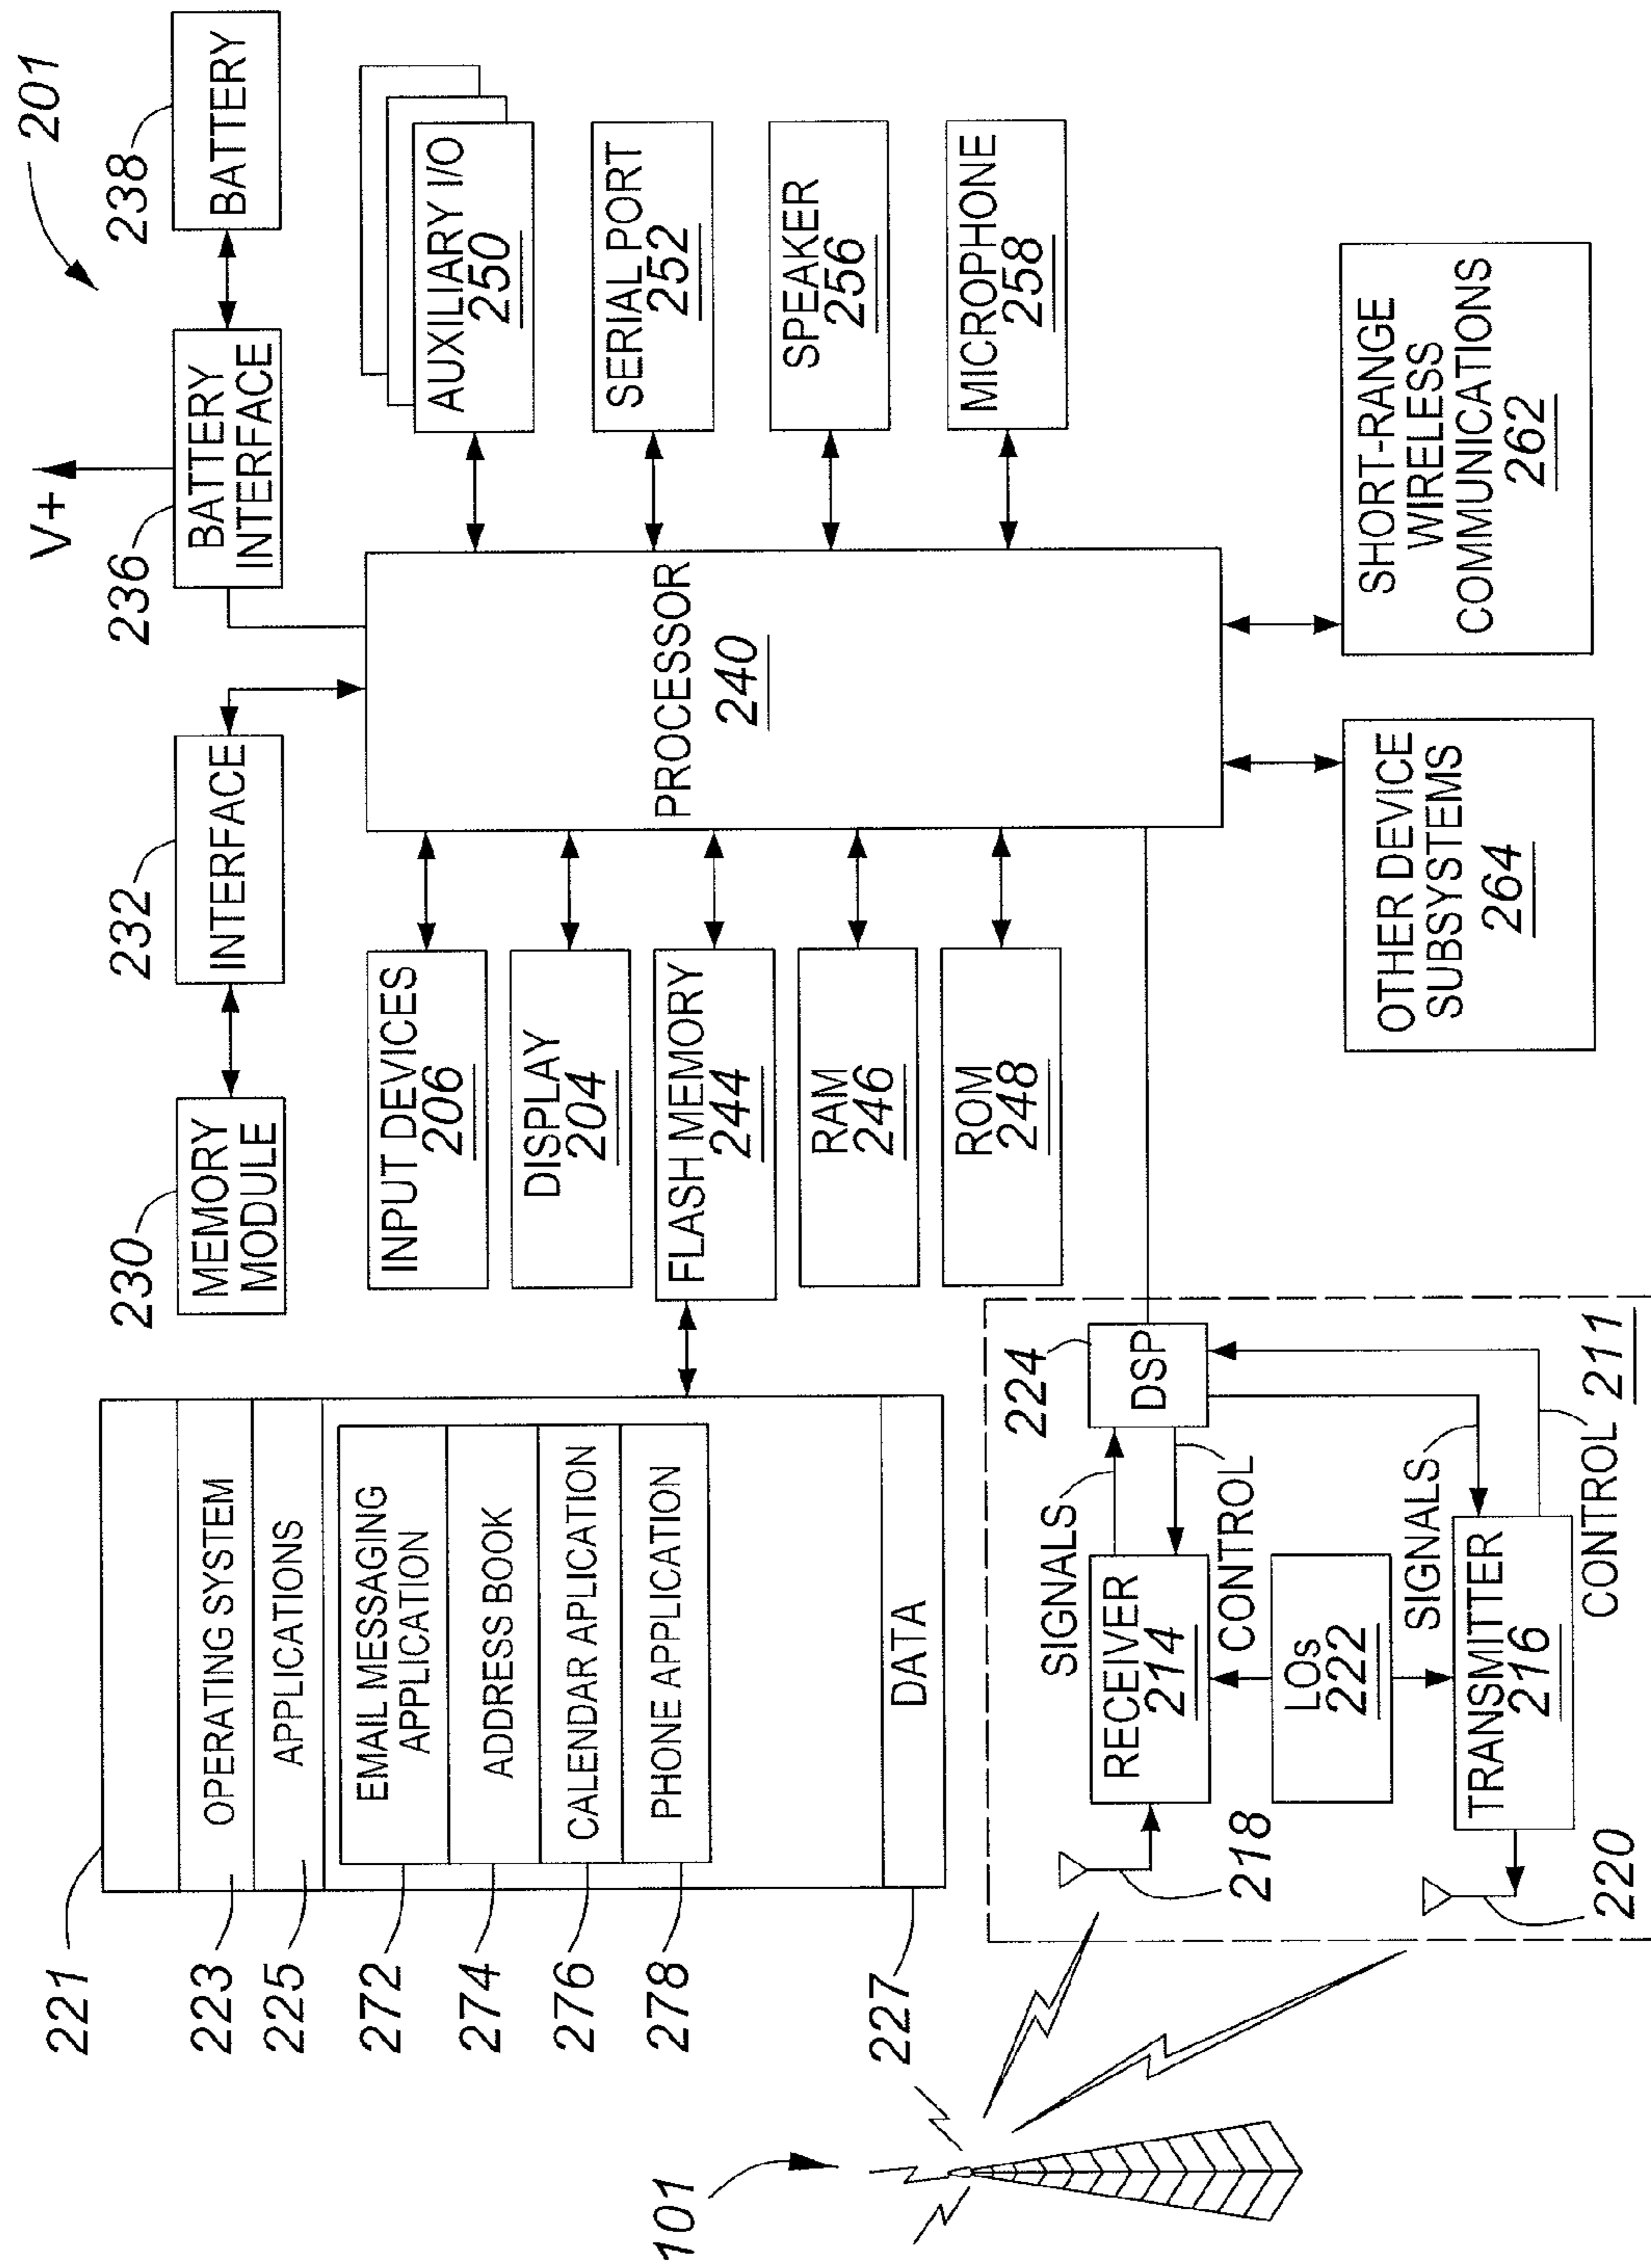 201
V+
230
232
236
238
MEMORY
MODULE
INTERFACE
BATTERY
INTERFACE
BATTERY
221
223
225
272
274
276
278
227
OPERATING SYSTEM
APPLICATIONS
EMAIL MESSAGING
APPLICATION
ADDRESS BOOK
CALENDAR APLICATION
PHONE APPLICATION
DATA
INPUT DEVICES
206
DISPLAY
204
FLASH MEMORY
244
RAM
246
ROM
248
PROCESSOR
240
AUXILIARY I/O
250
SERIAL PORT
252
SPEAKER
256
MICROPHONE
258
101
SIGNALS
224
DSP
RECEIVER
214
CONTROL
218
LOs
222
SIGNALS
TRANSMITTER
216
CONTROL
220
211
OTHER DEVICE
SUBSYSTEMS
264
SHORT-RANGE
WIRELESS
COMMUNICATIONS
262